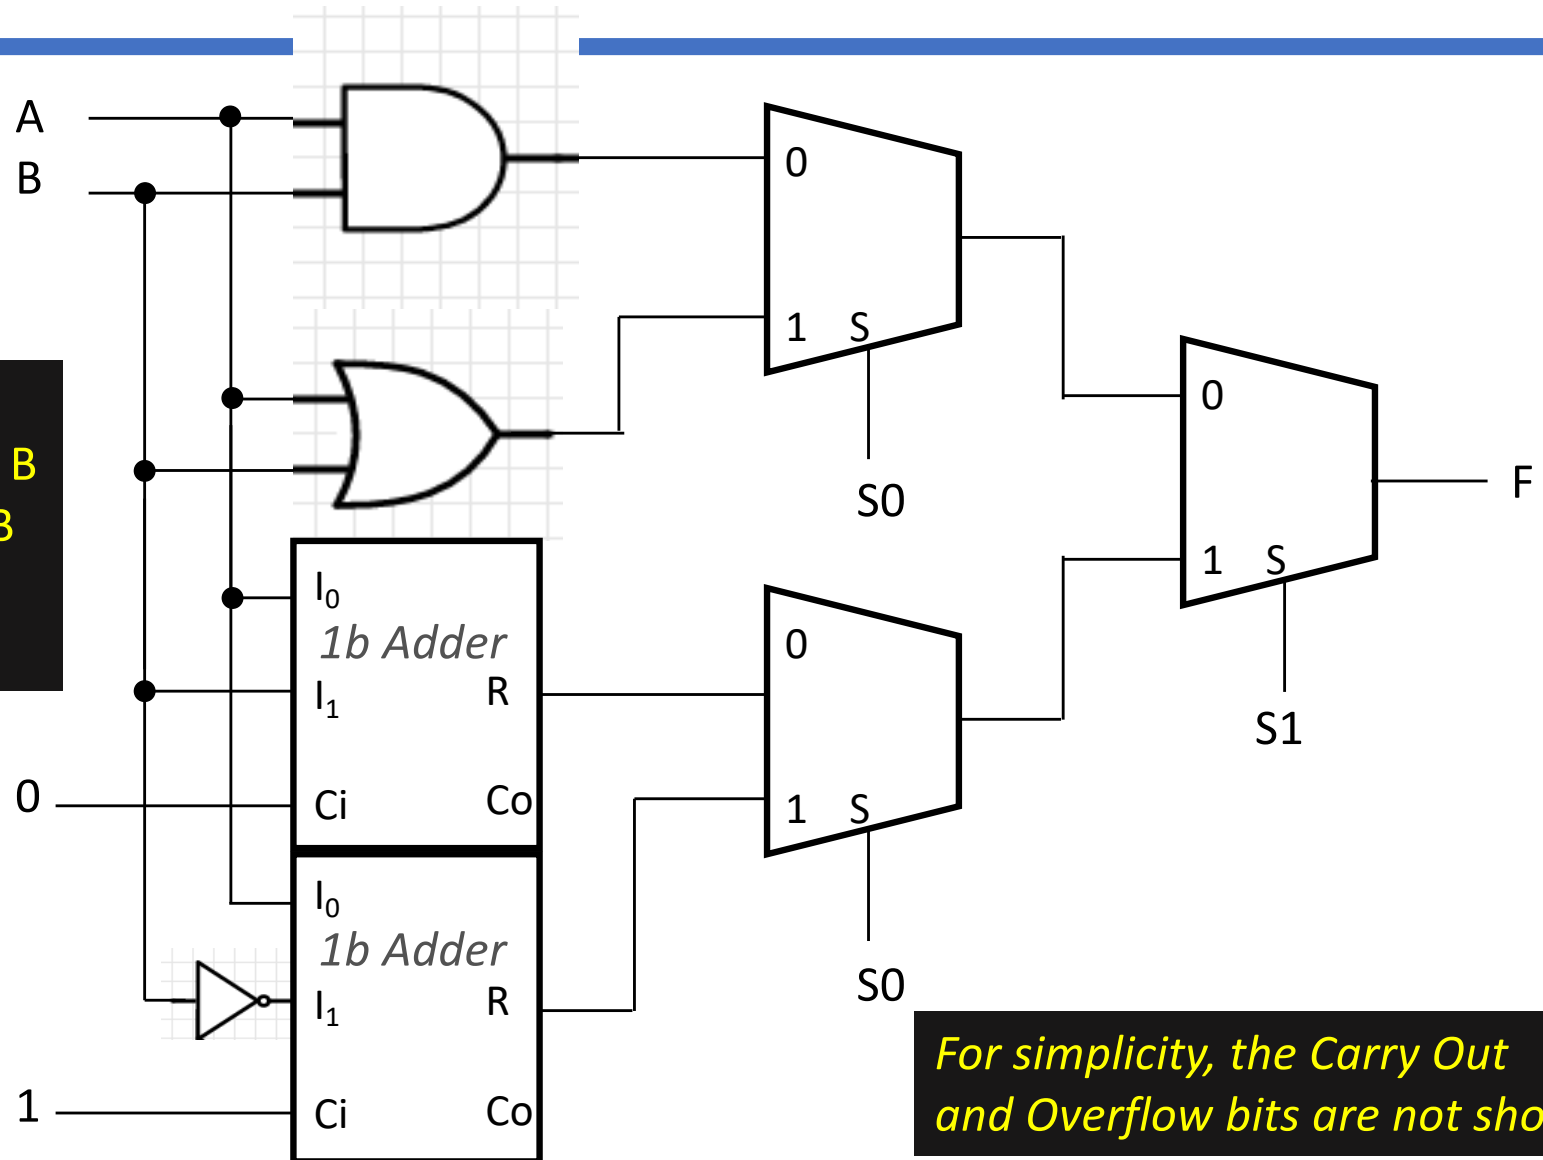 A
B
0
1 S
S0
0
1 S
S1
F
B
B
I₀
1b Adder
I₁ R
Ci Co
0
I₀
1b Adder
I₁ R
Ci Co
1
0
1 S
S0
For simplicity, the Carry Out
and Overflow bits are not sho